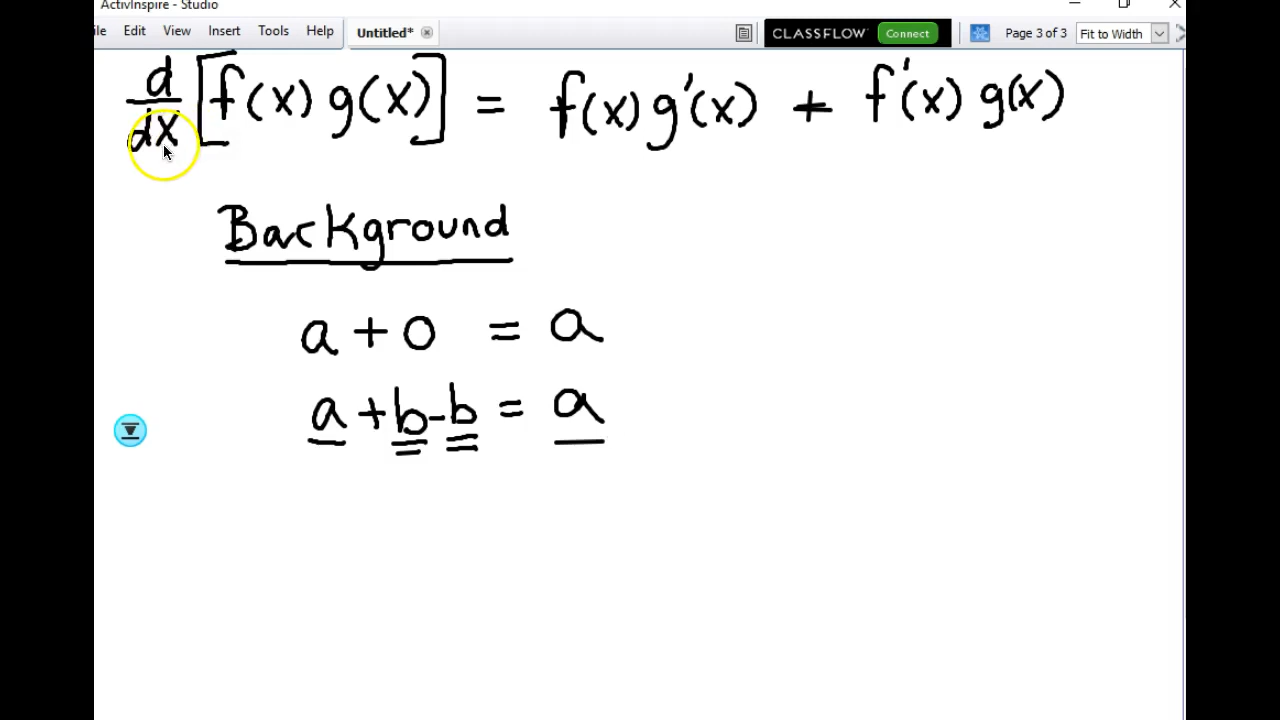 ActivInspire - Studio
ile Edit View Insert Tools Help Untitled* CLASSFLOW Connect Page 3 of 3 Fit to Width
d/dx [f(x) g(x)] = f(x) g'(x) + f'(x) g(x)
Background
a + 0 = a
a + b - b = a